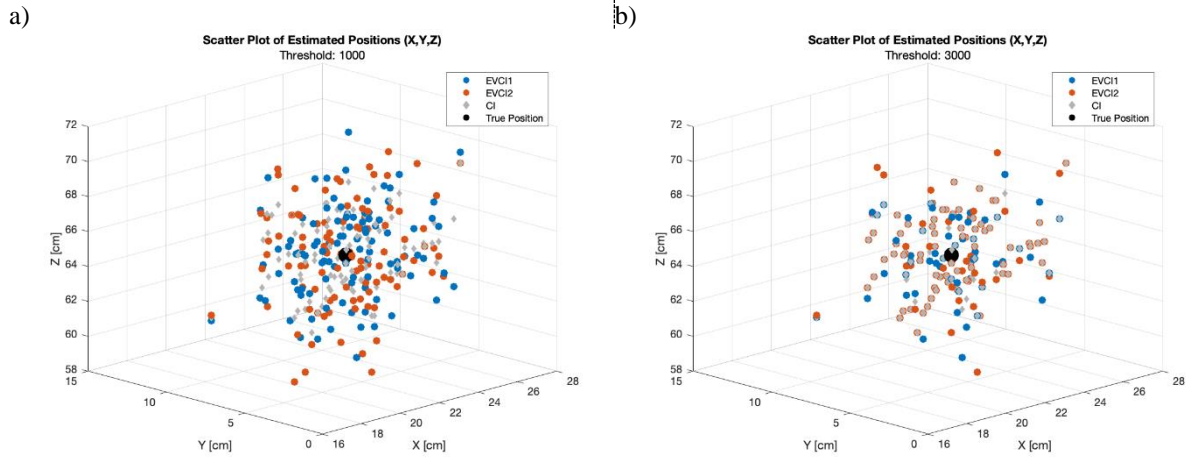 a)
Scatter Plot of Estimated Positions (X,Y,Z)
Threshold: 1000
EVCI1
EVCI2
CI
True Position
72
70
68
66
64
62
60
58
Z [cm]
15
10
5
0
Y [cm]
16
18
20
22
24
26
28
X [cm]
b)
Scatter Plot of Estimated Positions (X,Y,Z)
Threshold: 3000
EVCI1
EVCI2
CI
True Position
72
70
68
66
64
62
60
58
Z [cm]
15
10
5
0
Y [cm]
16
18
20
22
24
26
28
X [cm]